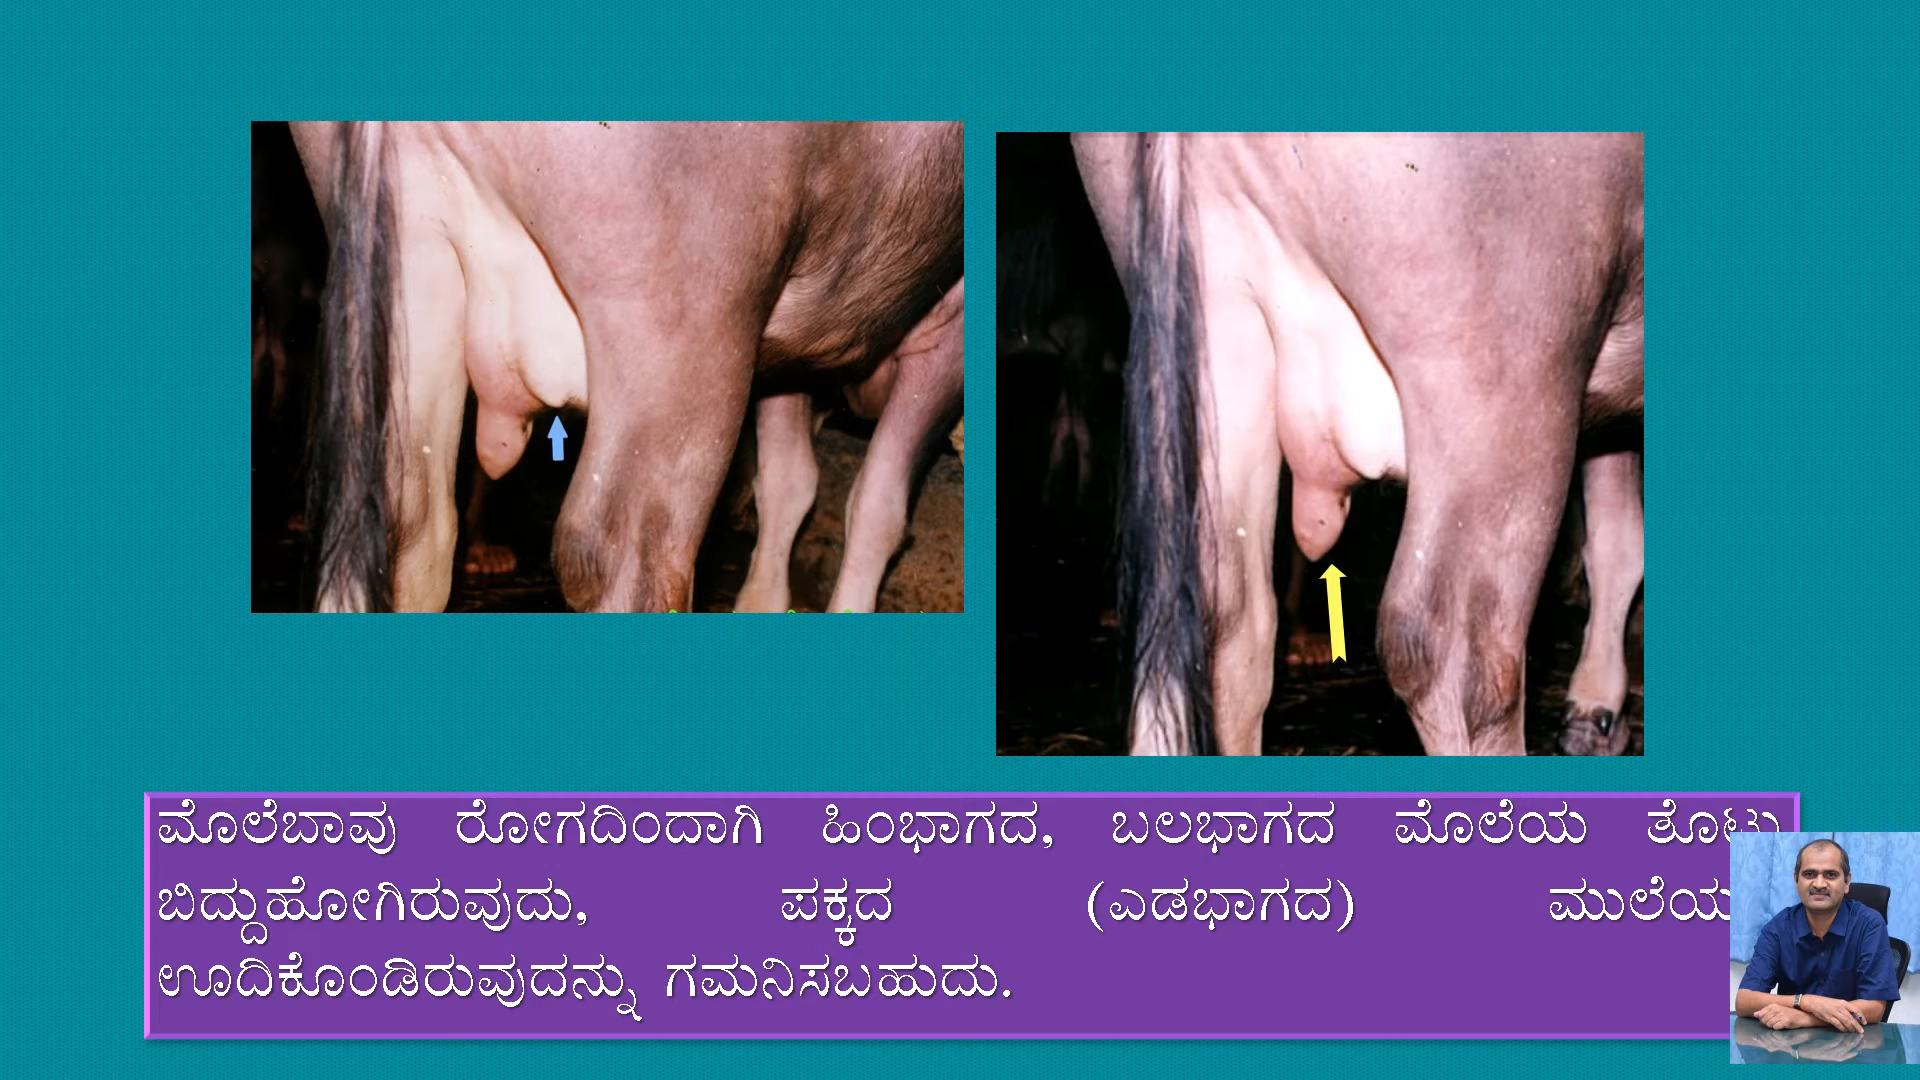 ಮೊಲೆಬಾವು ರೋಗದಿಂದಾಗಿ ಹಿಂಭಾಗದ, ಬಲಭಾಗದ ಮೊಲೆಯ ತೊಟ್ಟು
ಬಿದ್ದುಹೋಗಿರುವುದು, ಪಕ್ಕದ (ಎಡಭಾಗದ) ಮುಲೆಯ
ಊದಿಕೊಂಡಿರುವುದನ್ನು ಗಮನಿಸಬಹುದು.